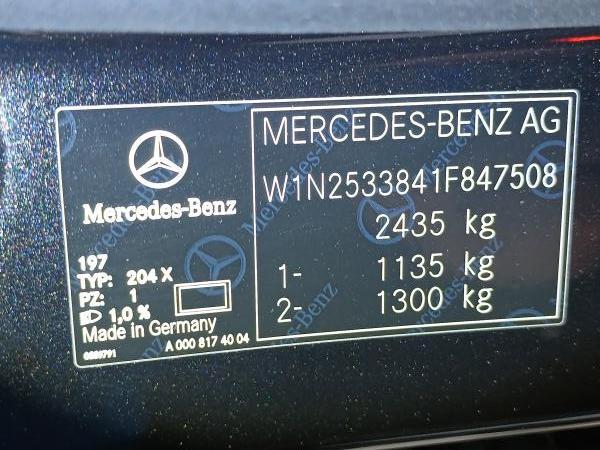 Mercedes-Benz
197
TYP: 204 X
PZ: 1
1,0 %
Made in Germany
A 000 817 40 04
MERCEDES-BENZ AG
W1N2533841F847508
2435 kg
1- 1135 kg
2- 1300 kg